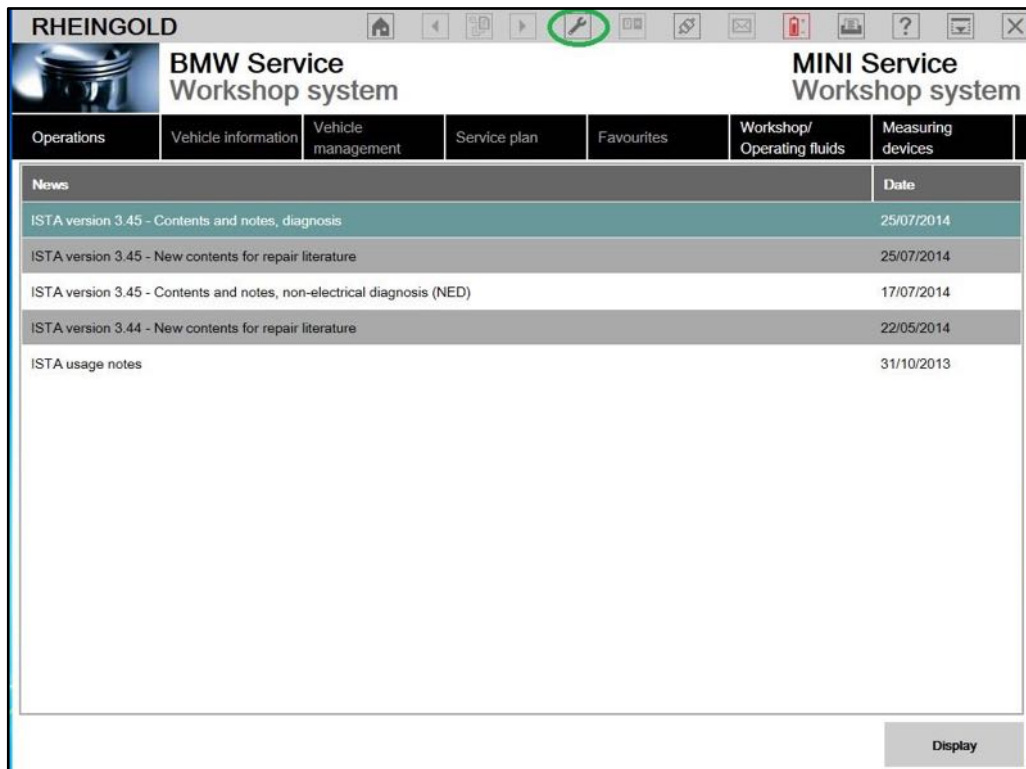 RHEINGOLD
?
BMW Service
Workshop system
MINI Service
Workshop system
Operations
Vehicle information
Vehicle
management
Service plan
Favourites
Workshop/
Operating fluids
Measuring
devices
News Date
ISTA version 3.45 - Contents and notes, diagnosis 25/07/2014
ISTA version 3.45 - New contents for repair literature 25/07/2014
ISTA version 3.45 - Contents and notes, non-electrical diagnosis (NED) 17/07/2014
ISTA version 3.44 - New contents for repair literature 22/05/2014
ISTA usage notes 31/10/2013
Display